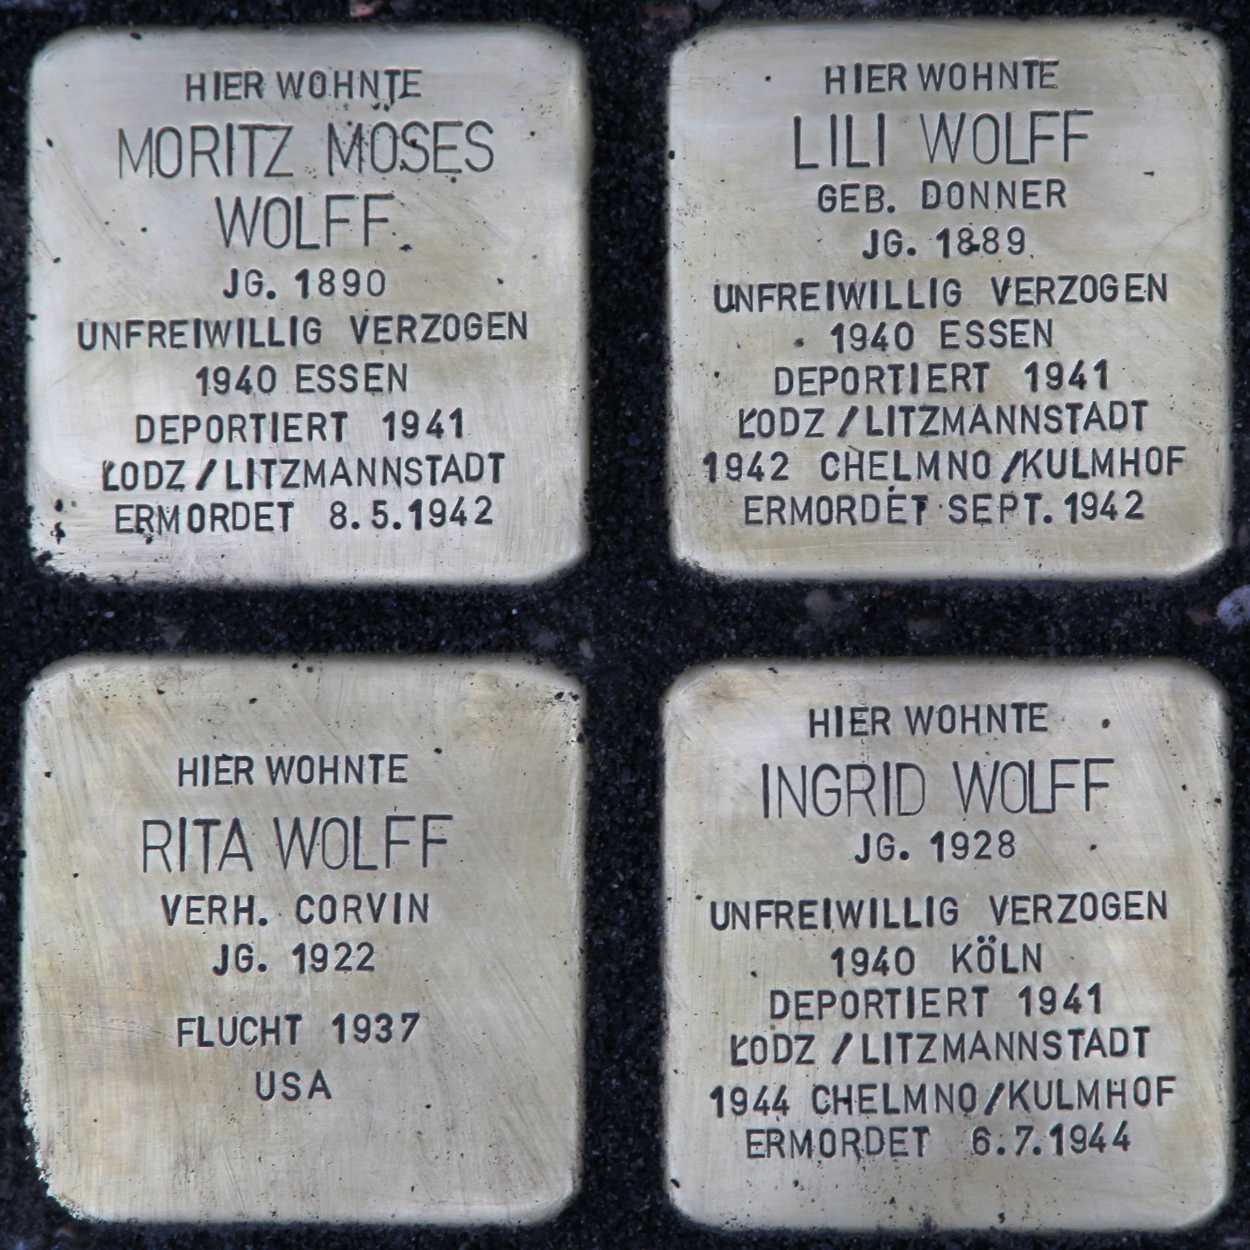 HIER WOHNTE
MORITZ MOSES
WOLFF
JG. 1890
UNFREIWILLIG VERZOGEN
1940 ESSEN
DEPORTIERT 1941
ŁODZ / LITZMANNSTADT
ERMORDET 8.5.1942
HIER WOHNTE
LILI WOLFF
GEB. DONNER
JG. 1889
UNFREIWILLIG VERZOGEN
1940 ESSEN
DEPORTIERT 1941
ŁODZ / LITZMANNSTADT
1942 CHELMNO / KULMHOF
ERMORDET SEPT. 1942
HIER WOHNTE
RITA WOLFF
VERH. CORVIN
JG. 1922
FLUCHT 1937
USA
HIER WOHNTE
INGRID WOLFF
JG. 1928
UNFREIWILLIG VERZOGEN
1940 KÖLN
DEPORTIERT 1941
ŁODZ / LITZMANNSTADT
1944 CHELMNO / KULMHOF
ERMORDET 6.7.1944